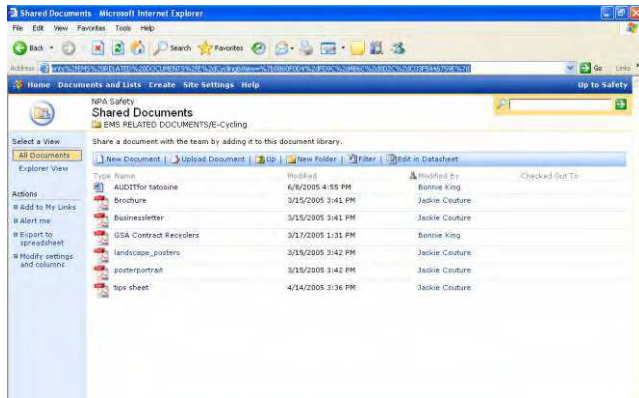 Shared Documents - Microsoft Internet Explorer
File Edit View Favorites Tools Help
Back Search Favorites
Address Go Links
Home Documents and Lists Create Site Settings Help Up to Safety
NPA Safety
Shared Documents
EMS RELATED DOCUMENTS/E-Cycling
Select a View
Share a document with the team by adding it to this document library.
All Documents
New Document | Upload Document | Up | New Folder | Filter | Edit in Datasheet
Explorer View
Type Name Modified Modified By Checked Out To
AUDITfor tatooine 6/8/2005 4:55 PM Bonnie King
Actions
Brochure 3/15/2005 3:41 PM Jackie Couture
Add to My Links
Alert me
Businessletter 3/15/2005 3:41 PM Jackie Couture
Export to spreadsheet
GSA Contract Recyclers 3/17/2005 1:31 PM Bonnie King
Modify settings and columns
landscape_posters 3/15/2005 3:42 PM Jackie Couture
posterportrait 3/15/2005 3:42 PM Jackie Couture
tips sheet 4/14/2005 3:36 PM Jackie Couture